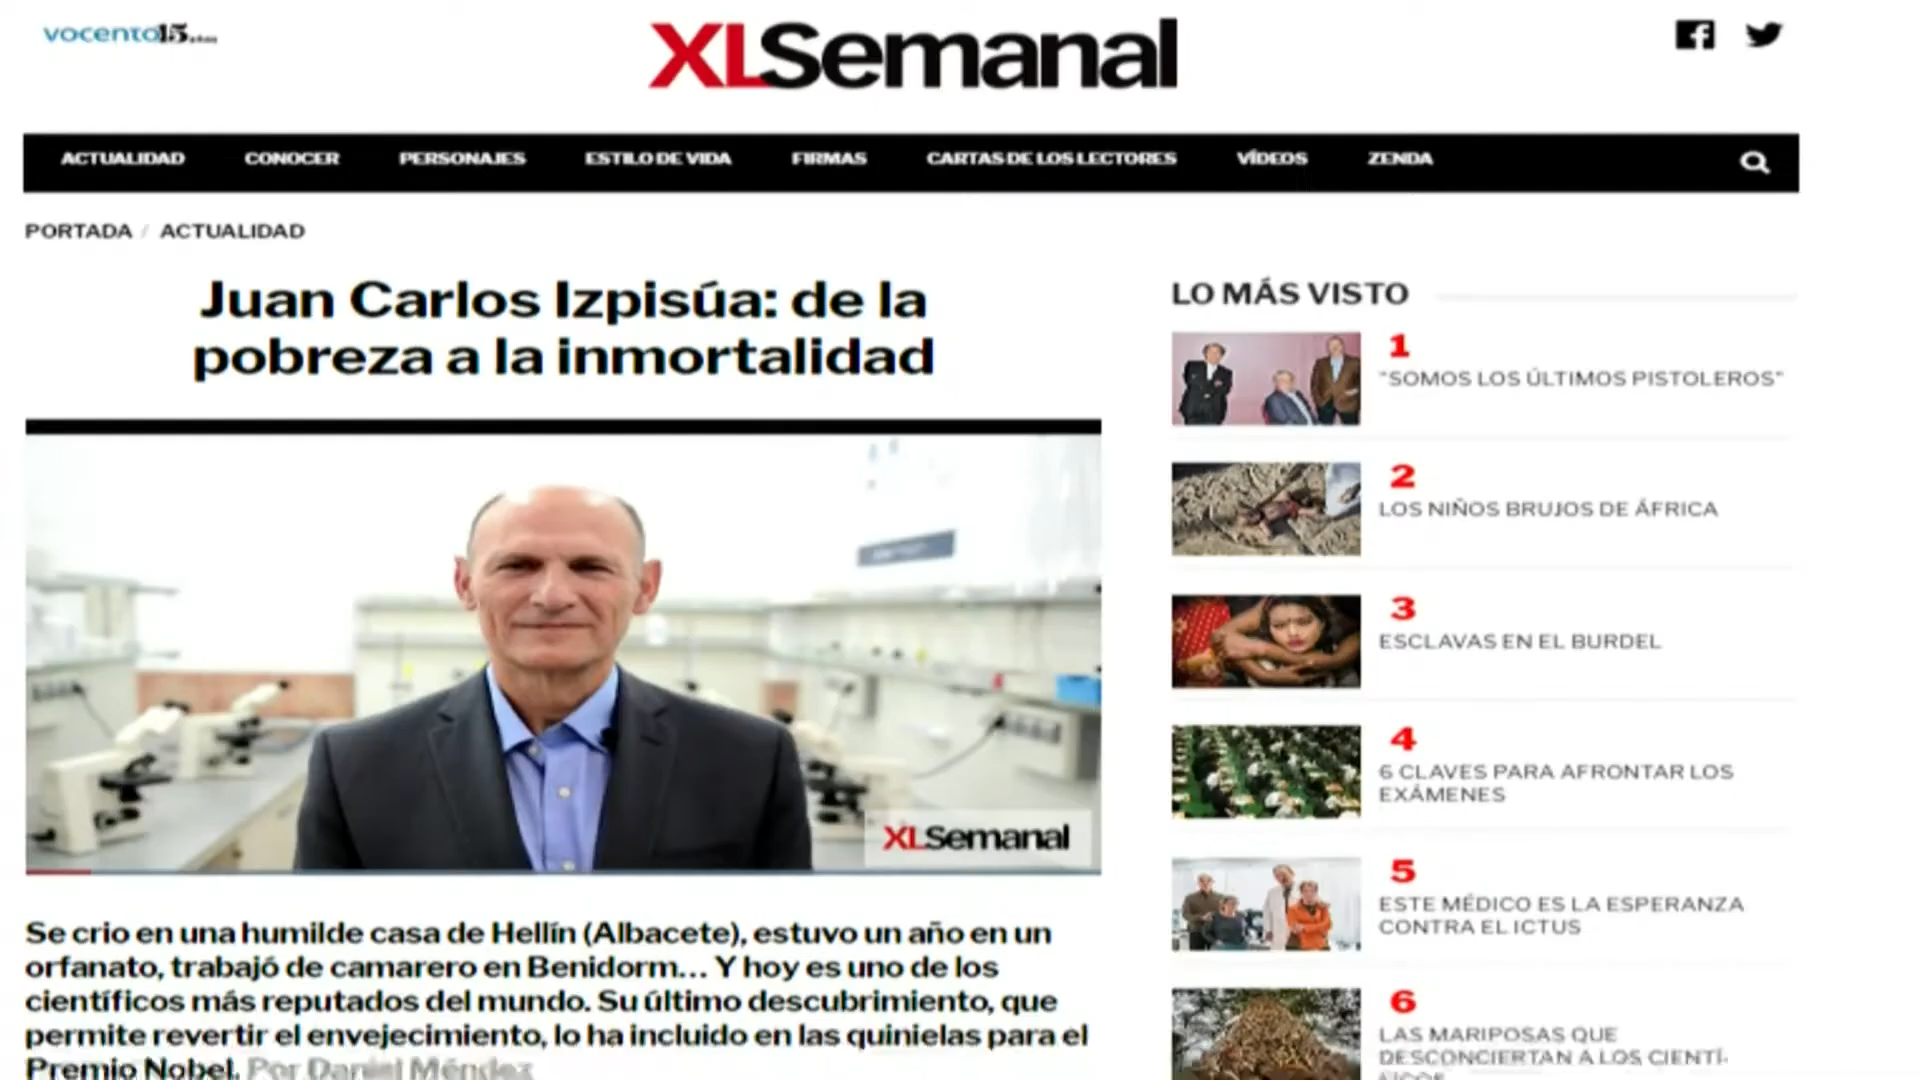 vocento15
XLSemanal
ACTUALIDAD CONOCER PERSONAJES ESTILO DE VIDA FIRMAS CARTAS DE LOS LECTORES VÍDEOS ZENDA
PORTADA / ACTUALIDAD
Juan Carlos Izpisúa: de la
pobreza a la inmortalidad
XLSemanal
Se crio en una humilde casa de Hellín (Albacete), estuvo un año en un
orfanato, trabajó de camarero en Benidorm... Y hoy es uno de los
científicos más reputados del mundo. Su último descubrimiento, que
permite revertir el envejecimiento, lo ha incluido en las quinielas para el
Premio Nobel. Por Daniel Méndez
LO MÁS VISTO
1
"SOMOS LOS ÚLTIMOS PISTOLEROS"
2
LOS NIÑOS BRUJOS DE ÁFRICA
3
ESCLAVAS EN EL BURDEL
4
6 CLAVES PARA AFRONTAR LOS
EXÁMENES
5
ESTE MÉDICO ES LA ESPERANZA
CONTRA EL ICTUS
6
LAS MARIPOSAS QUE
DESCONCIERTAN A LOS CIENTÍ-